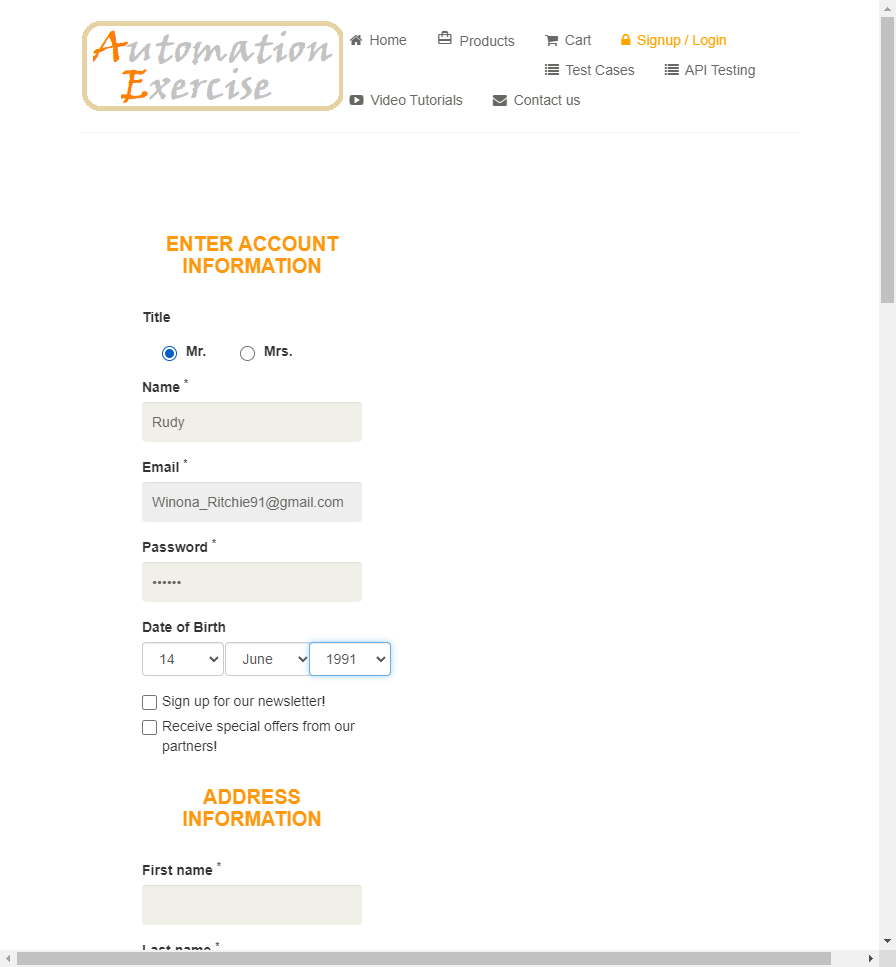 Automation
Exercise
Home
Products
Cart
Signup / Login
Test Cases
API Testing
Video Tutorials
Contact us
ENTER ACCOUNT
INFORMATION
Title
Mr.
Mrs.
Name *
Rudy
Email *
Winona_Ritchie91@gmail.com
Password *
••••••
Date of Birth
14
June
1991
Sign up for our newsletter!
Receive special offers from our
partners!
ADDRESS
INFORMATION
First name *
Last name *